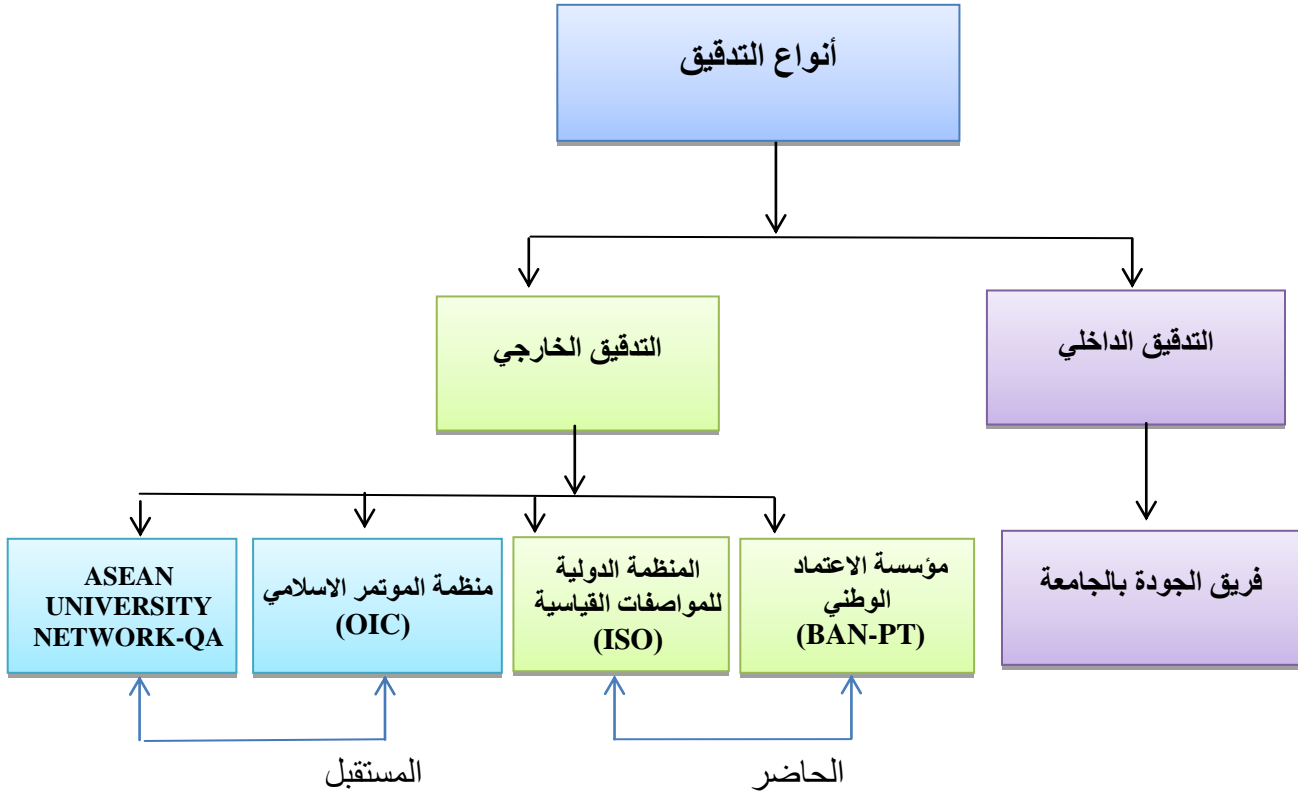 أنواع التدقيق
التدقيق الداخلي
التدقيق الخارجي
فريق الجودة بالجامعة
مؤسسة الاعتماد
الوطني
(BAN-PT)
المنظمة الدولية
للمواصفات القياسية
(ISO)
منظمة الموتمر الاسلامي
(OIC)
ASEAN
UNIVERSITY
NETWORK-QA
الحاضر
المستقبل